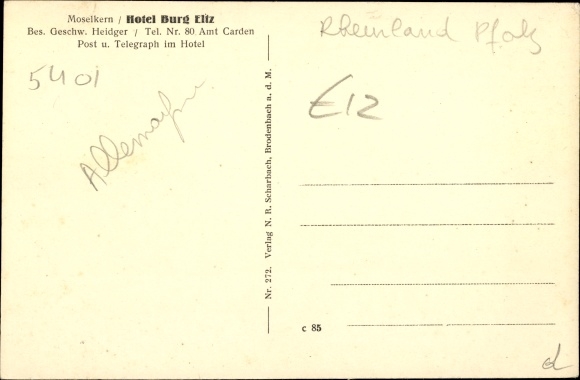 Moselkern / Hotel Burg Eltz
Bes. Geschw. Heidger / Tel. Nr. 80 Amt Carden
Post u. Telegraph im Hotel
5401
Allemagne
Nr. 272. Verlag N. R. Scharbach, Brodenbach a. d. M.
Rheinland Pfalz
€12
c 85
d